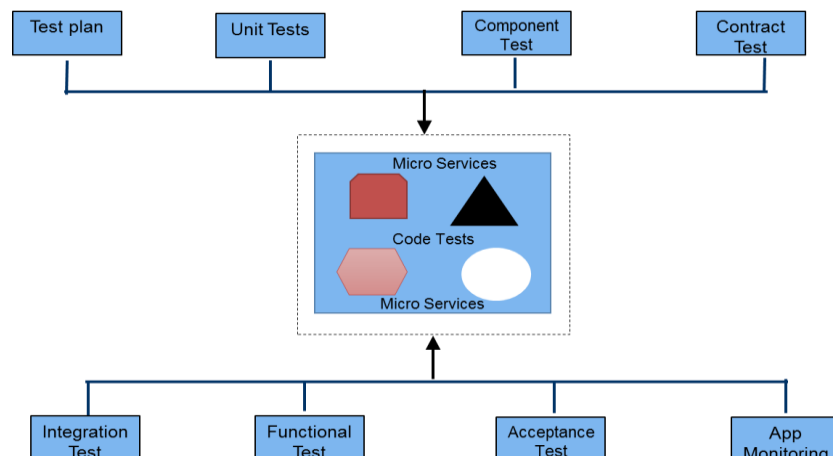 Test plan
Unit Tests
Component
Test
Contract
Test
Micro Services
Code Tests
Micro Services
Integration
Test
Functional
Test
Acceptance
Test
App
Monitoring